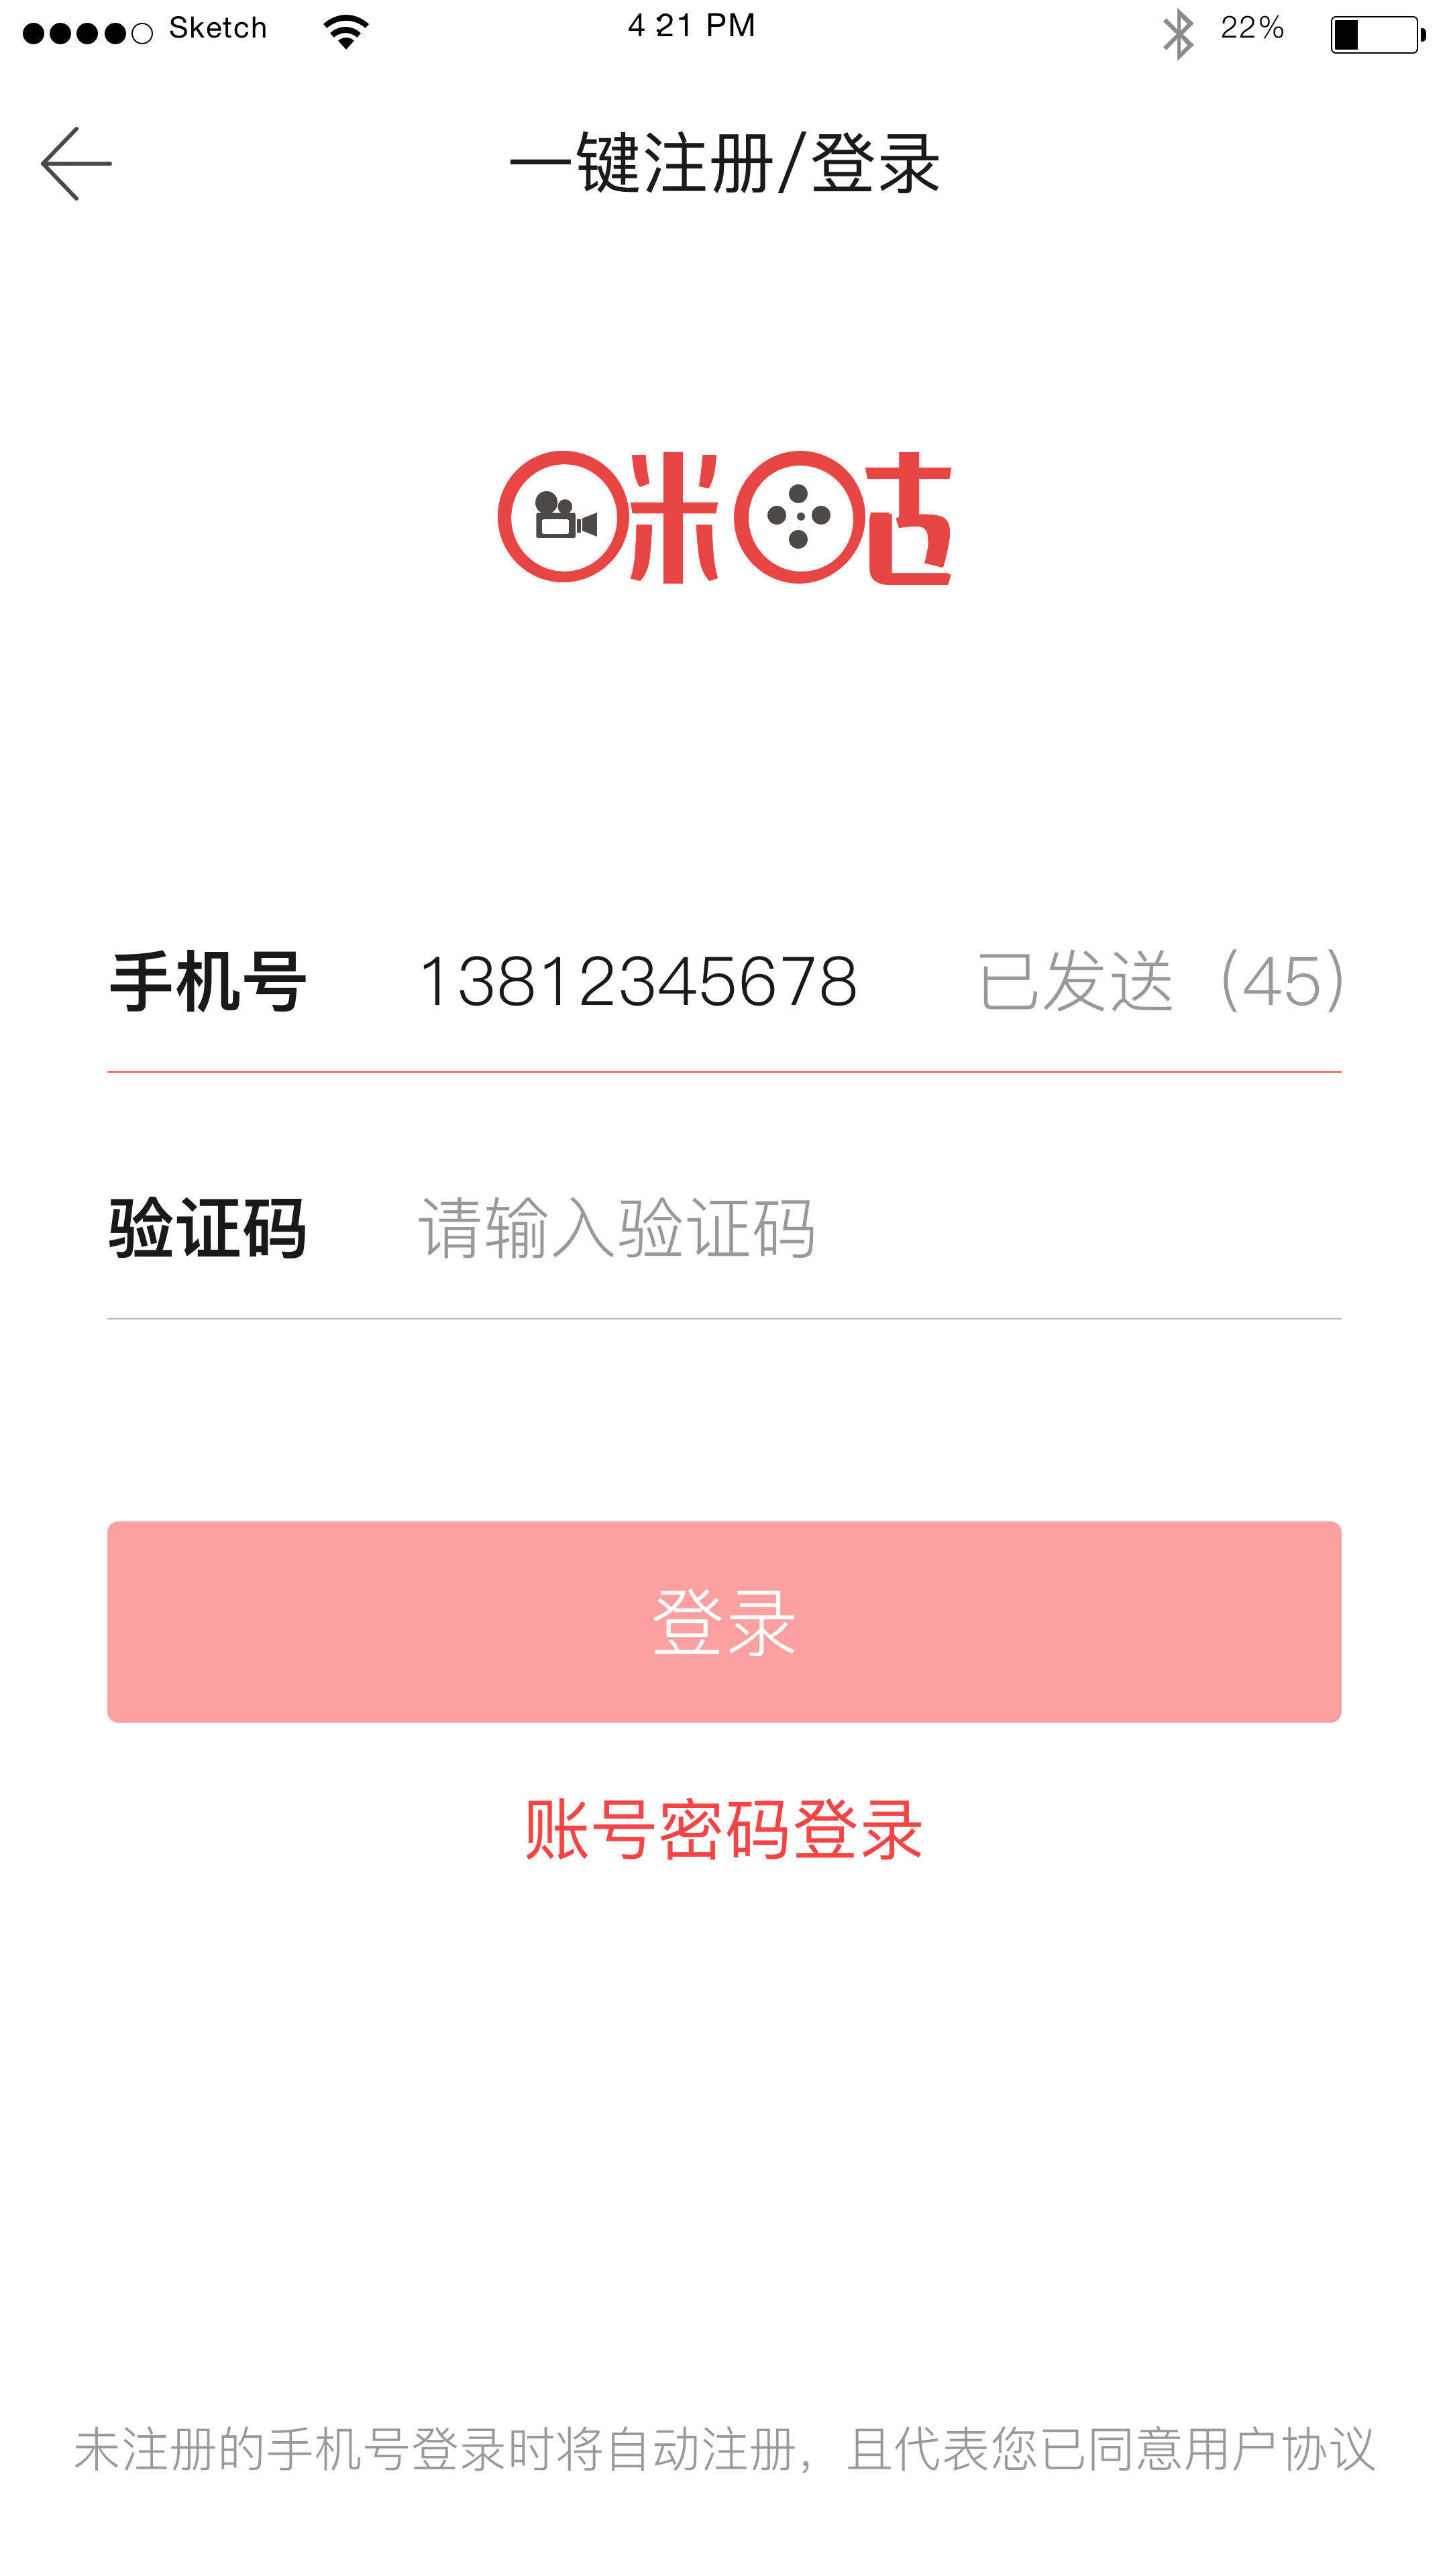 Sketch 4:21 PM 22%
一键注册/登录
咪咕
手机号 13812345678 已发送（45）
验证码 请输入验证码
登录
账号密码登录
未注册的手机号登录时将自动注册，且代表您已同意用户协议